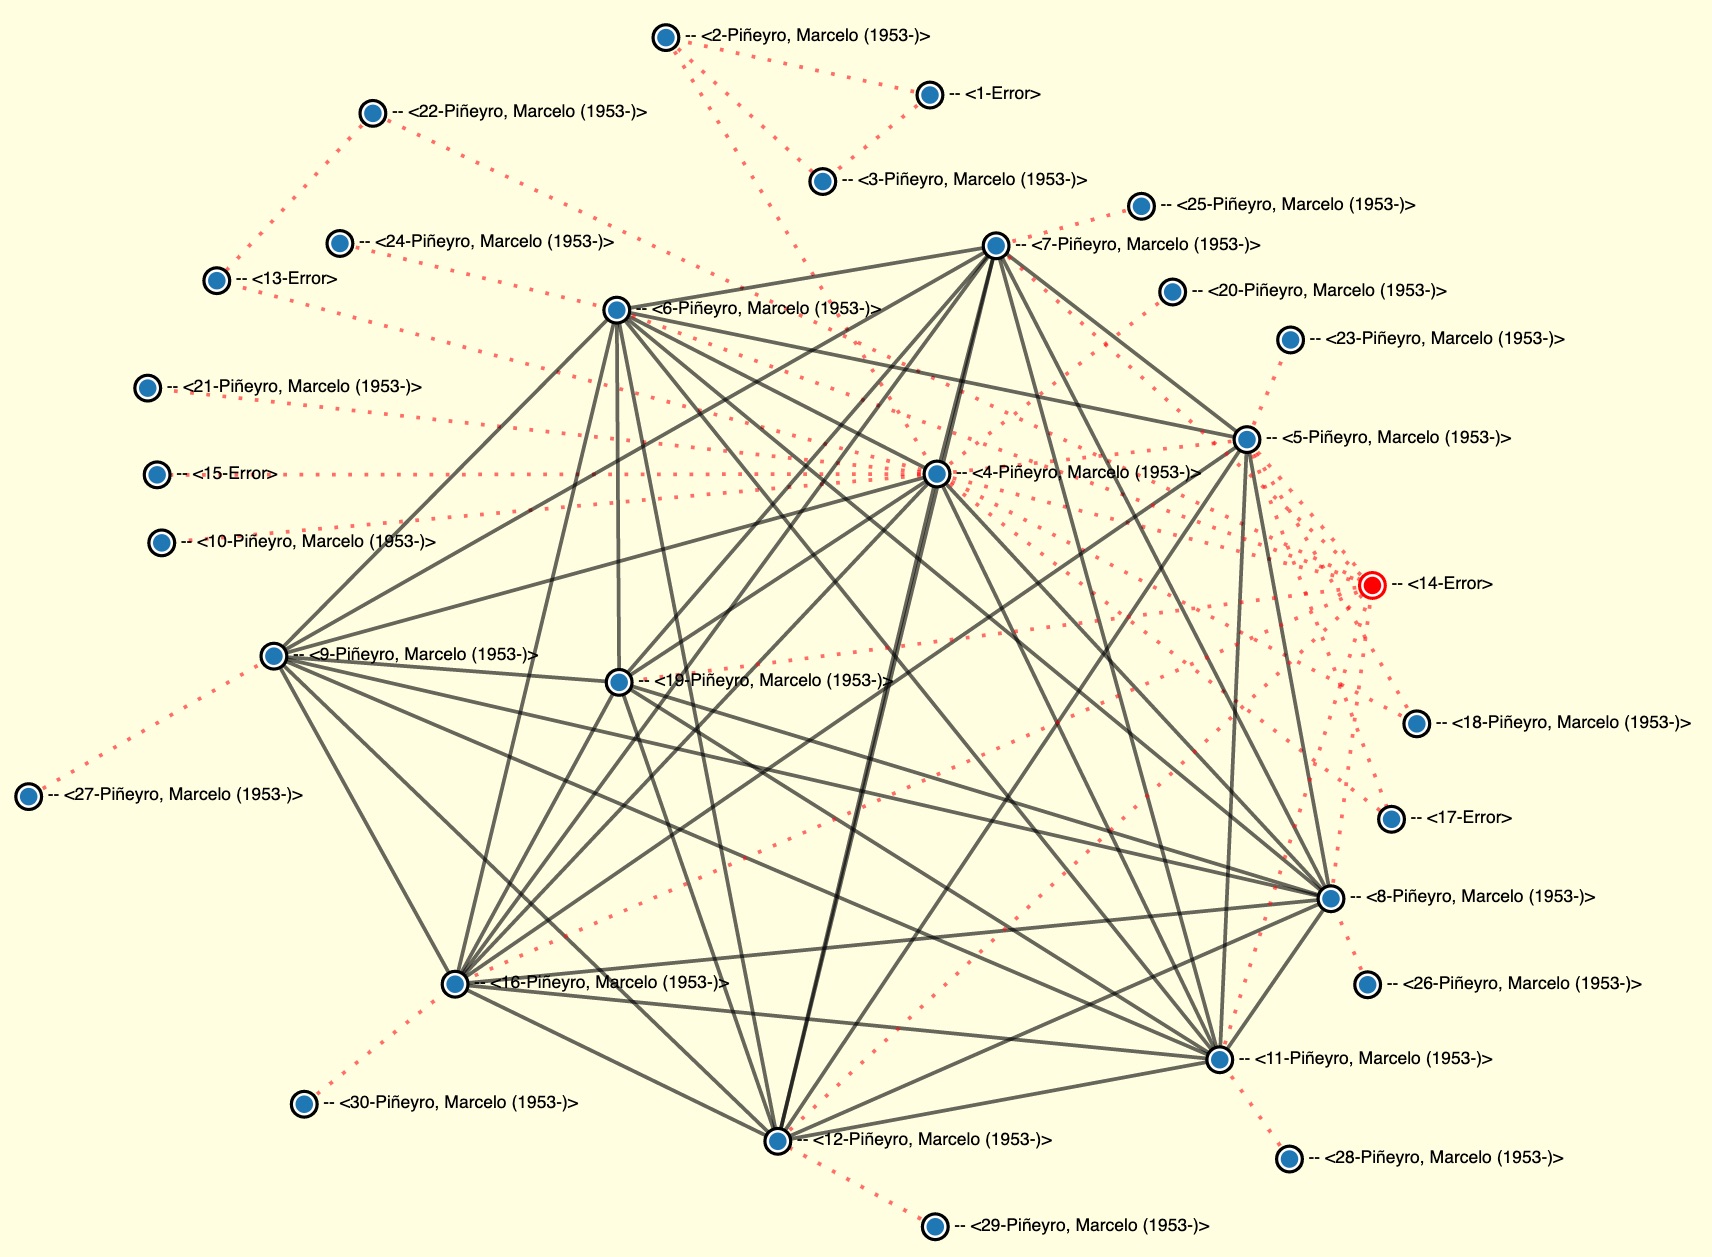 -- <2-Piñeyro, Marcelo (1953-)>
-- <1-Error>
-- <22-Piñeyro, Marcelo (1953-)>
-- <3-Piñeyro, Marcelo (1953-)>
-- <25-Piñeyro, Marcelo (1953-)>
-- <24-Piñeyro, Marcelo (1953-)>
-- <7-Piñeyro, Marcelo (1953-)>
-- <13-Error>
-- <20-Piñeyro, Marcelo (1953-)>
-- <6-Piñeyro, Marcelo (1953-)>
-- <23-Piñeyro, Marcelo (1953-)>
-- <21-Piñeyro, Marcelo (1953-)>
-- <5-Piñeyro, Marcelo (1953-)>
-- <15-Error>
-- <4-Piñeyro, Marcelo (1953-)>
-- <10-Piñeyro, Marcelo (1953-)>
-- <14-Error>
-- <9-Piñeyro, Marcelo (1953-)>
-- <19-Piñeyro, Marcelo (1953-)>
-- <18-Piñeyro, Marcelo (1953-)>
-- <27-Piñeyro, Marcelo (1953-)>
-- <17-Error>
-- <8-Piñeyro, Marcelo (1953-)>
-- <16-Piñeyro, Marcelo (1953-)>
-- <26-Piñeyro, Marcelo (1953-)>
-- <11-Piñeyro, Marcelo (1953-)>
-- <30-Piñeyro, Marcelo (1953-)>
-- <12-Piñeyro, Marcelo (1953-)>
-- <28-Piñeyro, Marcelo (1953-)>
-- <29-Piñeyro, Marcelo (1953-)>